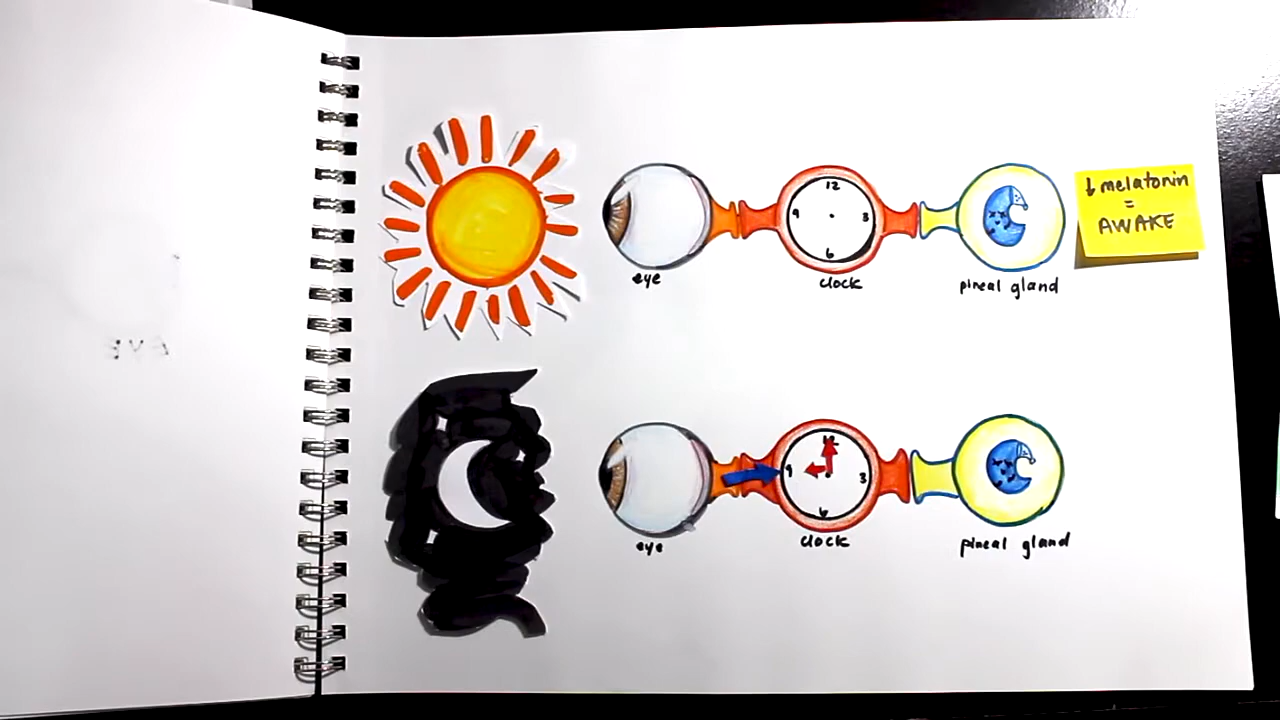 12
9
3
6
eye
clock
pineal gland
↓ melatonin
=
AWAKE
12
9
3
6
eye
clock
pineal gland